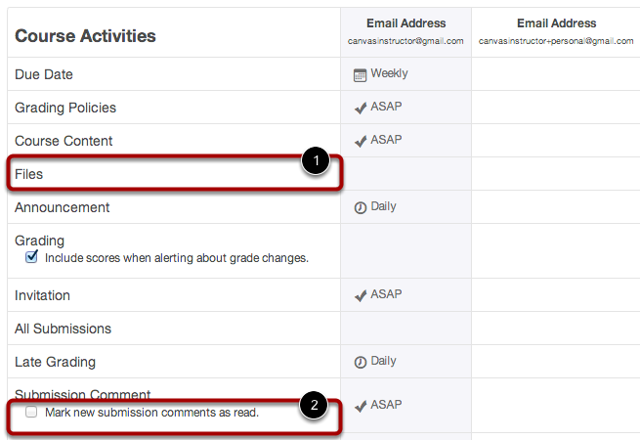 Course Activities
Email Address
Email Address
canvasinstructor@gmail.com
canvasinstructor+personal@gmail.com
Due Date
Weekly
Grading Policies
ASAP
Course Content
ASAP
1
Files
Announcement
Daily
Grading
Include scores when alerting about grade changes.
Invitation
ASAP
All Submissions
Late Grading
Daily
Submission Comment
2
Mark new submission comments as read.
ASAP